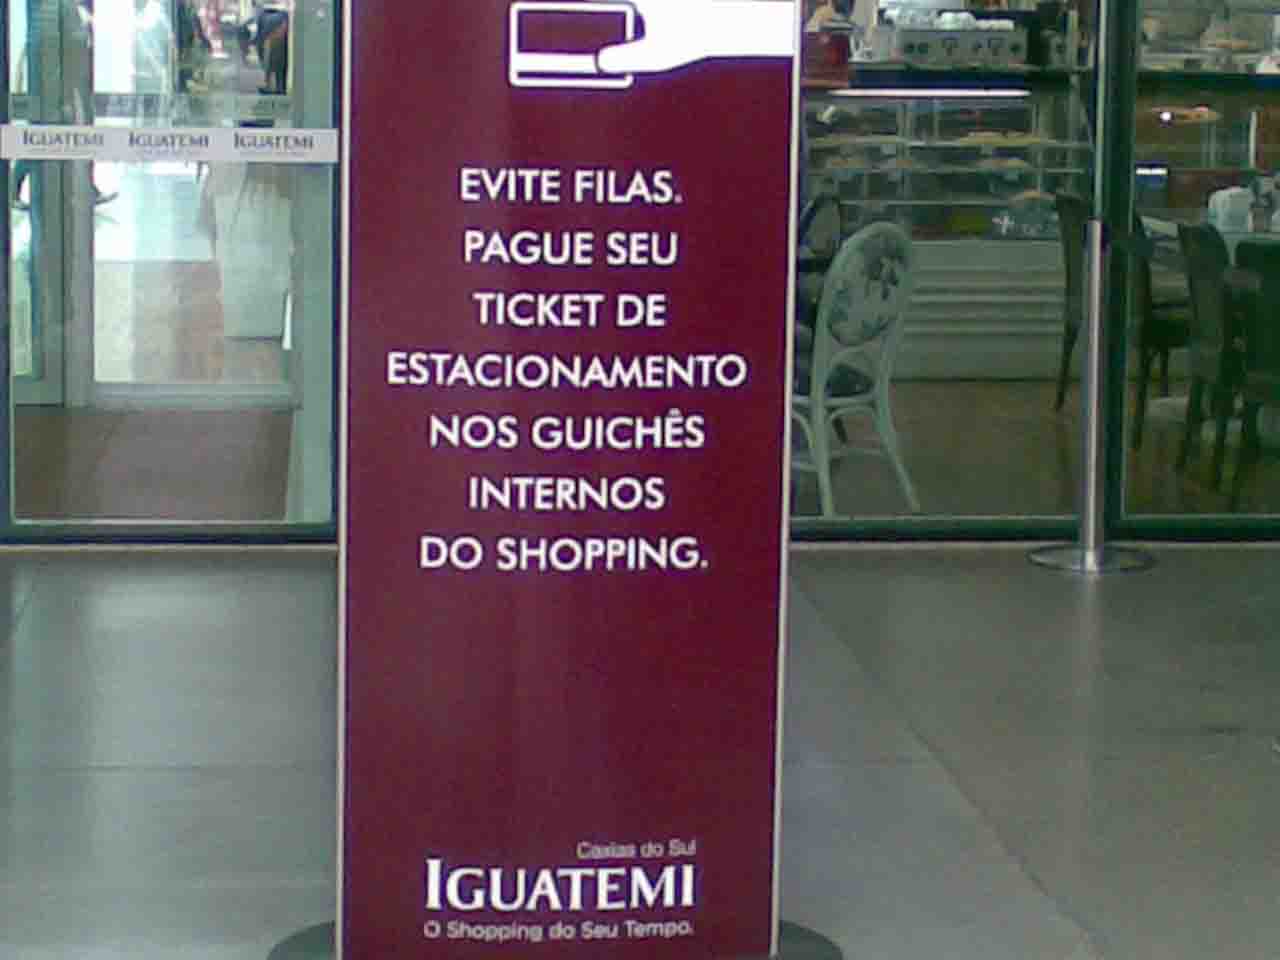 IGUATEMI IGUATEMI IGUATEMI
EVITE FILAS.
PAGUE SEU
TICKET DE
ESTACIONAMENTO
NOS GUICHÊS
INTERNOS
DO SHOPPING.
Caxias do Sul
IGUATEMI
O Shopping do Seu Tempo.